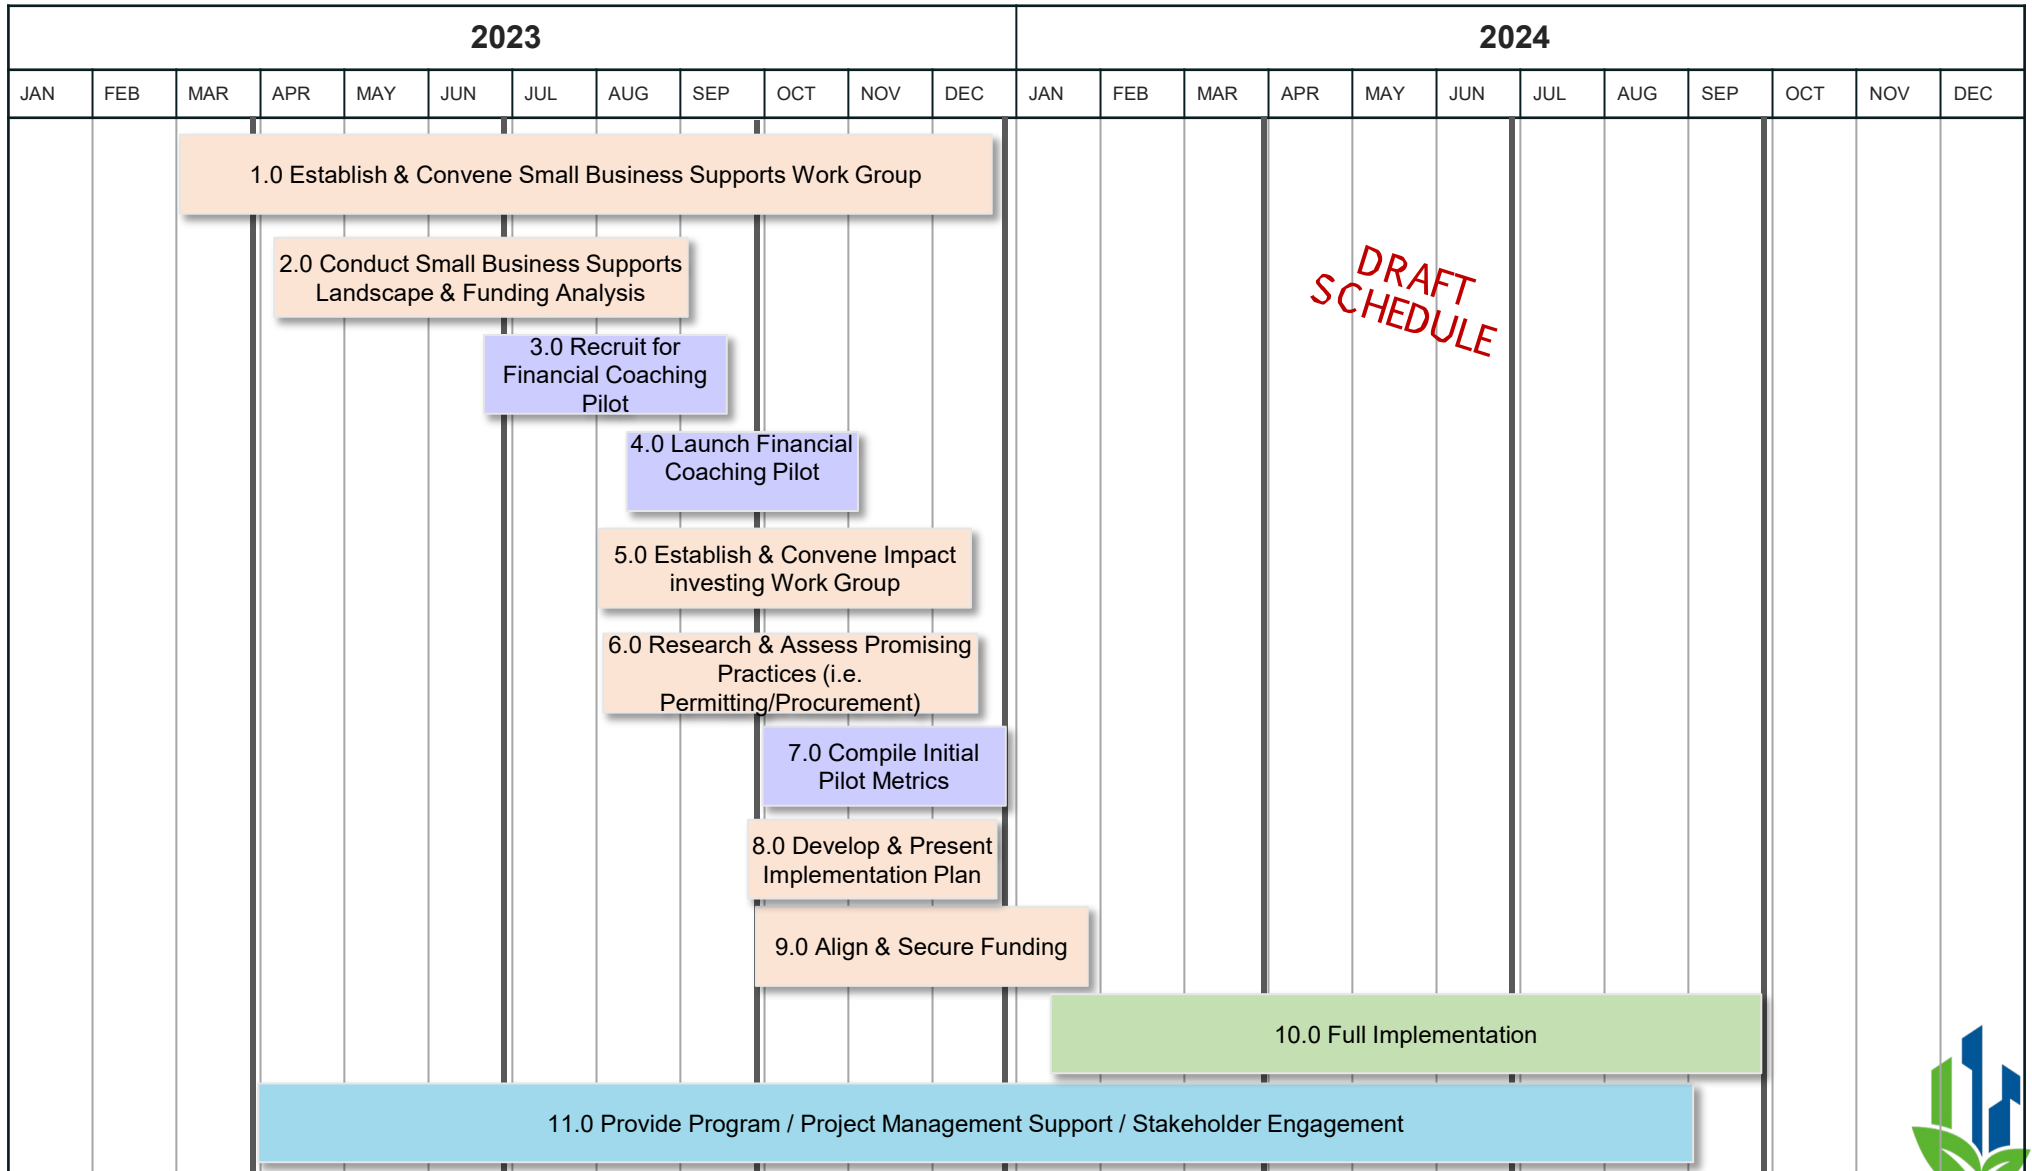 2023 2024
JAN FEB MAR APR MAY JUN JUL AUG SEP OCT NOV DEC JAN FEB MAR APR MAY JUN JUL AUG SEP OCT NOV DEC
1.0 Establish & Convene Small Business Supports Work Group
2.0 Conduct Small Business Supports
Landscape & Funding Analysis
DRAFT
SCHEDULE
3.0 Recruit for
Financial Coaching
Pilot
4.0 Launch Financial
Coaching Pilot
5.0 Establish & Convene Impact
investing Work Group
6.0 Research & Assess Promising
Practices (i.e.
Permitting/Procurement)
7.0 Compile Initial
Pilot Metrics
8.0 Develop & Present
Implementation Plan
9.0 Align & Secure Funding
10.0 Full Implementation
11.0 Provide Program / Project Management Support / Stakeholder Engagement